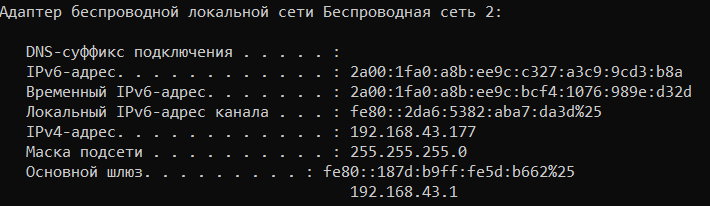 Адаптер беспроводной локальной сети Беспроводная сеть 2:
DNS-суффикс подключения . . . . . :
IPv6-адрес. . . . . . . . . . . . : 2a00:1fa0:a8b:ee9c:c327:a3c9:9cd3:b8a
Временный IPv6-адрес. . . . . . . : 2a00:1fa0:a8b:ee9c:bcf4:1076:989e:d32d
Локальный IPv6-адрес канала . . . : fe80::2da6:5382:aba7:da3d%25
IPv4-адрес. . . . . . . . . . . . : 192.168.43.177
Маска подсети . . . . . . . . . . : 255.255.255.0
Основной шлюз. . . . . . . . . : fe80::187d:b9ff:fe5d:b662%25
192.168.43.1